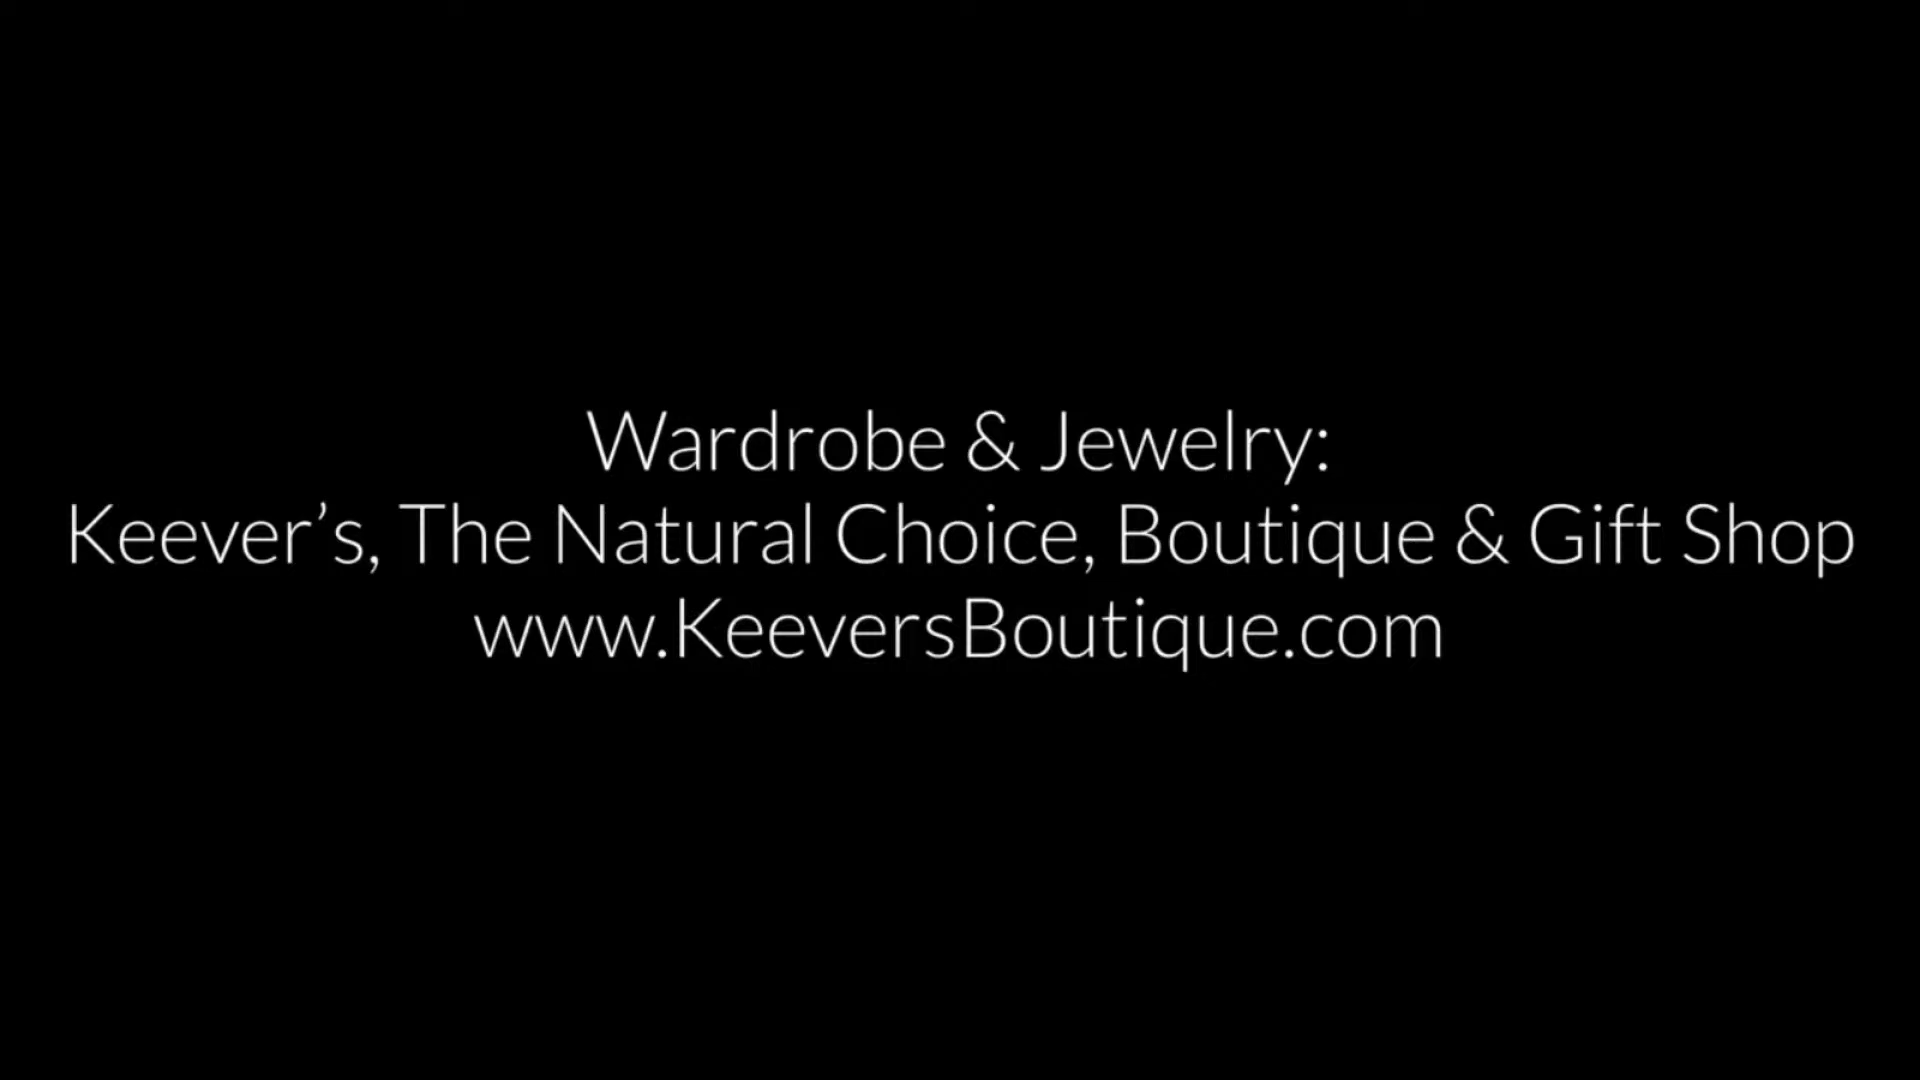 Wardrobe & Jewelry:
Keever’s, The Natural Choice, Boutique & Gift Shop
www.KeeversBoutique.com